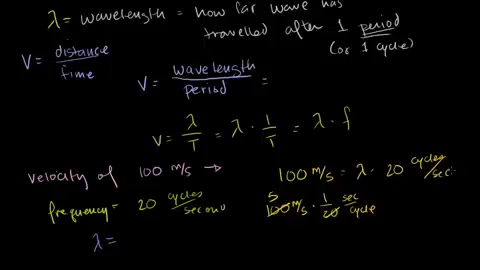 λ = wavelength = how far wave has
travelled after 1 period
(or 1 cycle)
V = distance/time
V = wavelength/period =
V = λ/T = λ · 1/T = λ · f
velocity of 100 m/s → 100 m/s = λ · 20 cycles/sec
frequency = 20 cycles/second 5 100 m/s · 1/20 sec/cycle
λ =